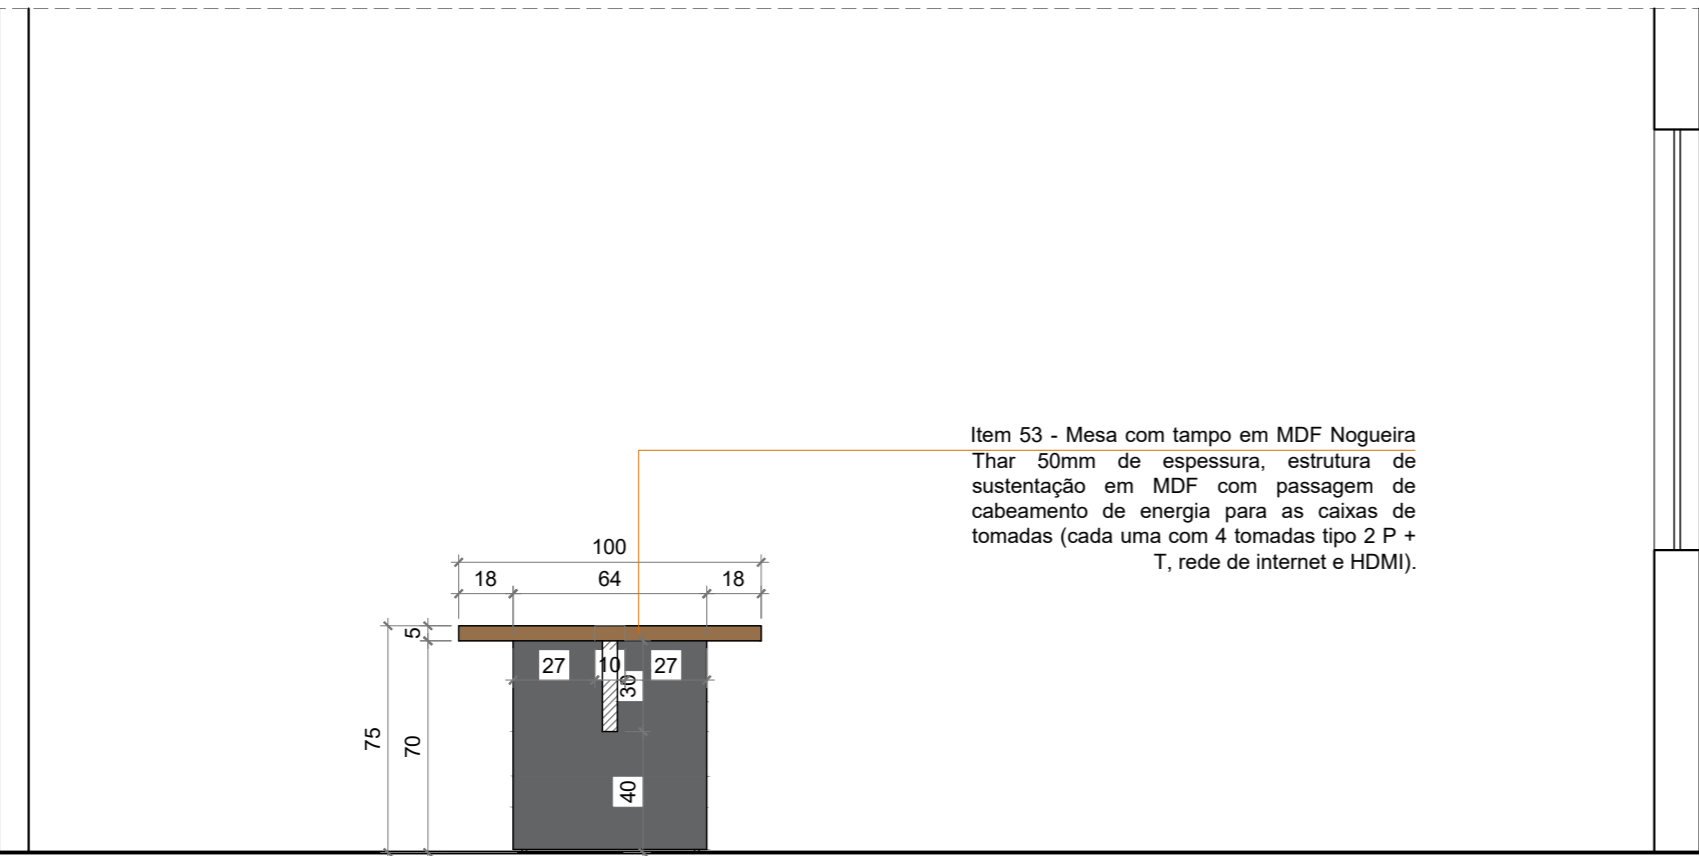 Item 53 - Mesa com tampo em MDF Nogueira
Thar 50mm de espessura, estrutura de
sustentação em MDF com passagem de
cabeamento de energia para as caixas de
tomadas (cada uma com 4 tomadas tipo 2 P +
T, rede de internet e HDMI).
100
18 64 18
5
27 10 27
30
75
70
40